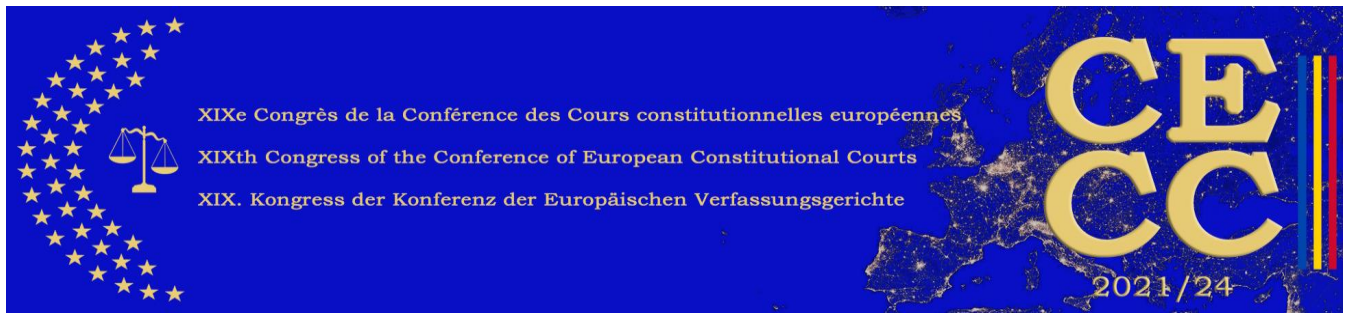 XIXe Congrès de la Conférence des Cours constitutionnelles européennes
XIXth Congress of the Conference of European Constitutional Courts
XIX. Kongress der Konferenz der Europäischen Verfassungsgerichte
CE
CC
2021/24